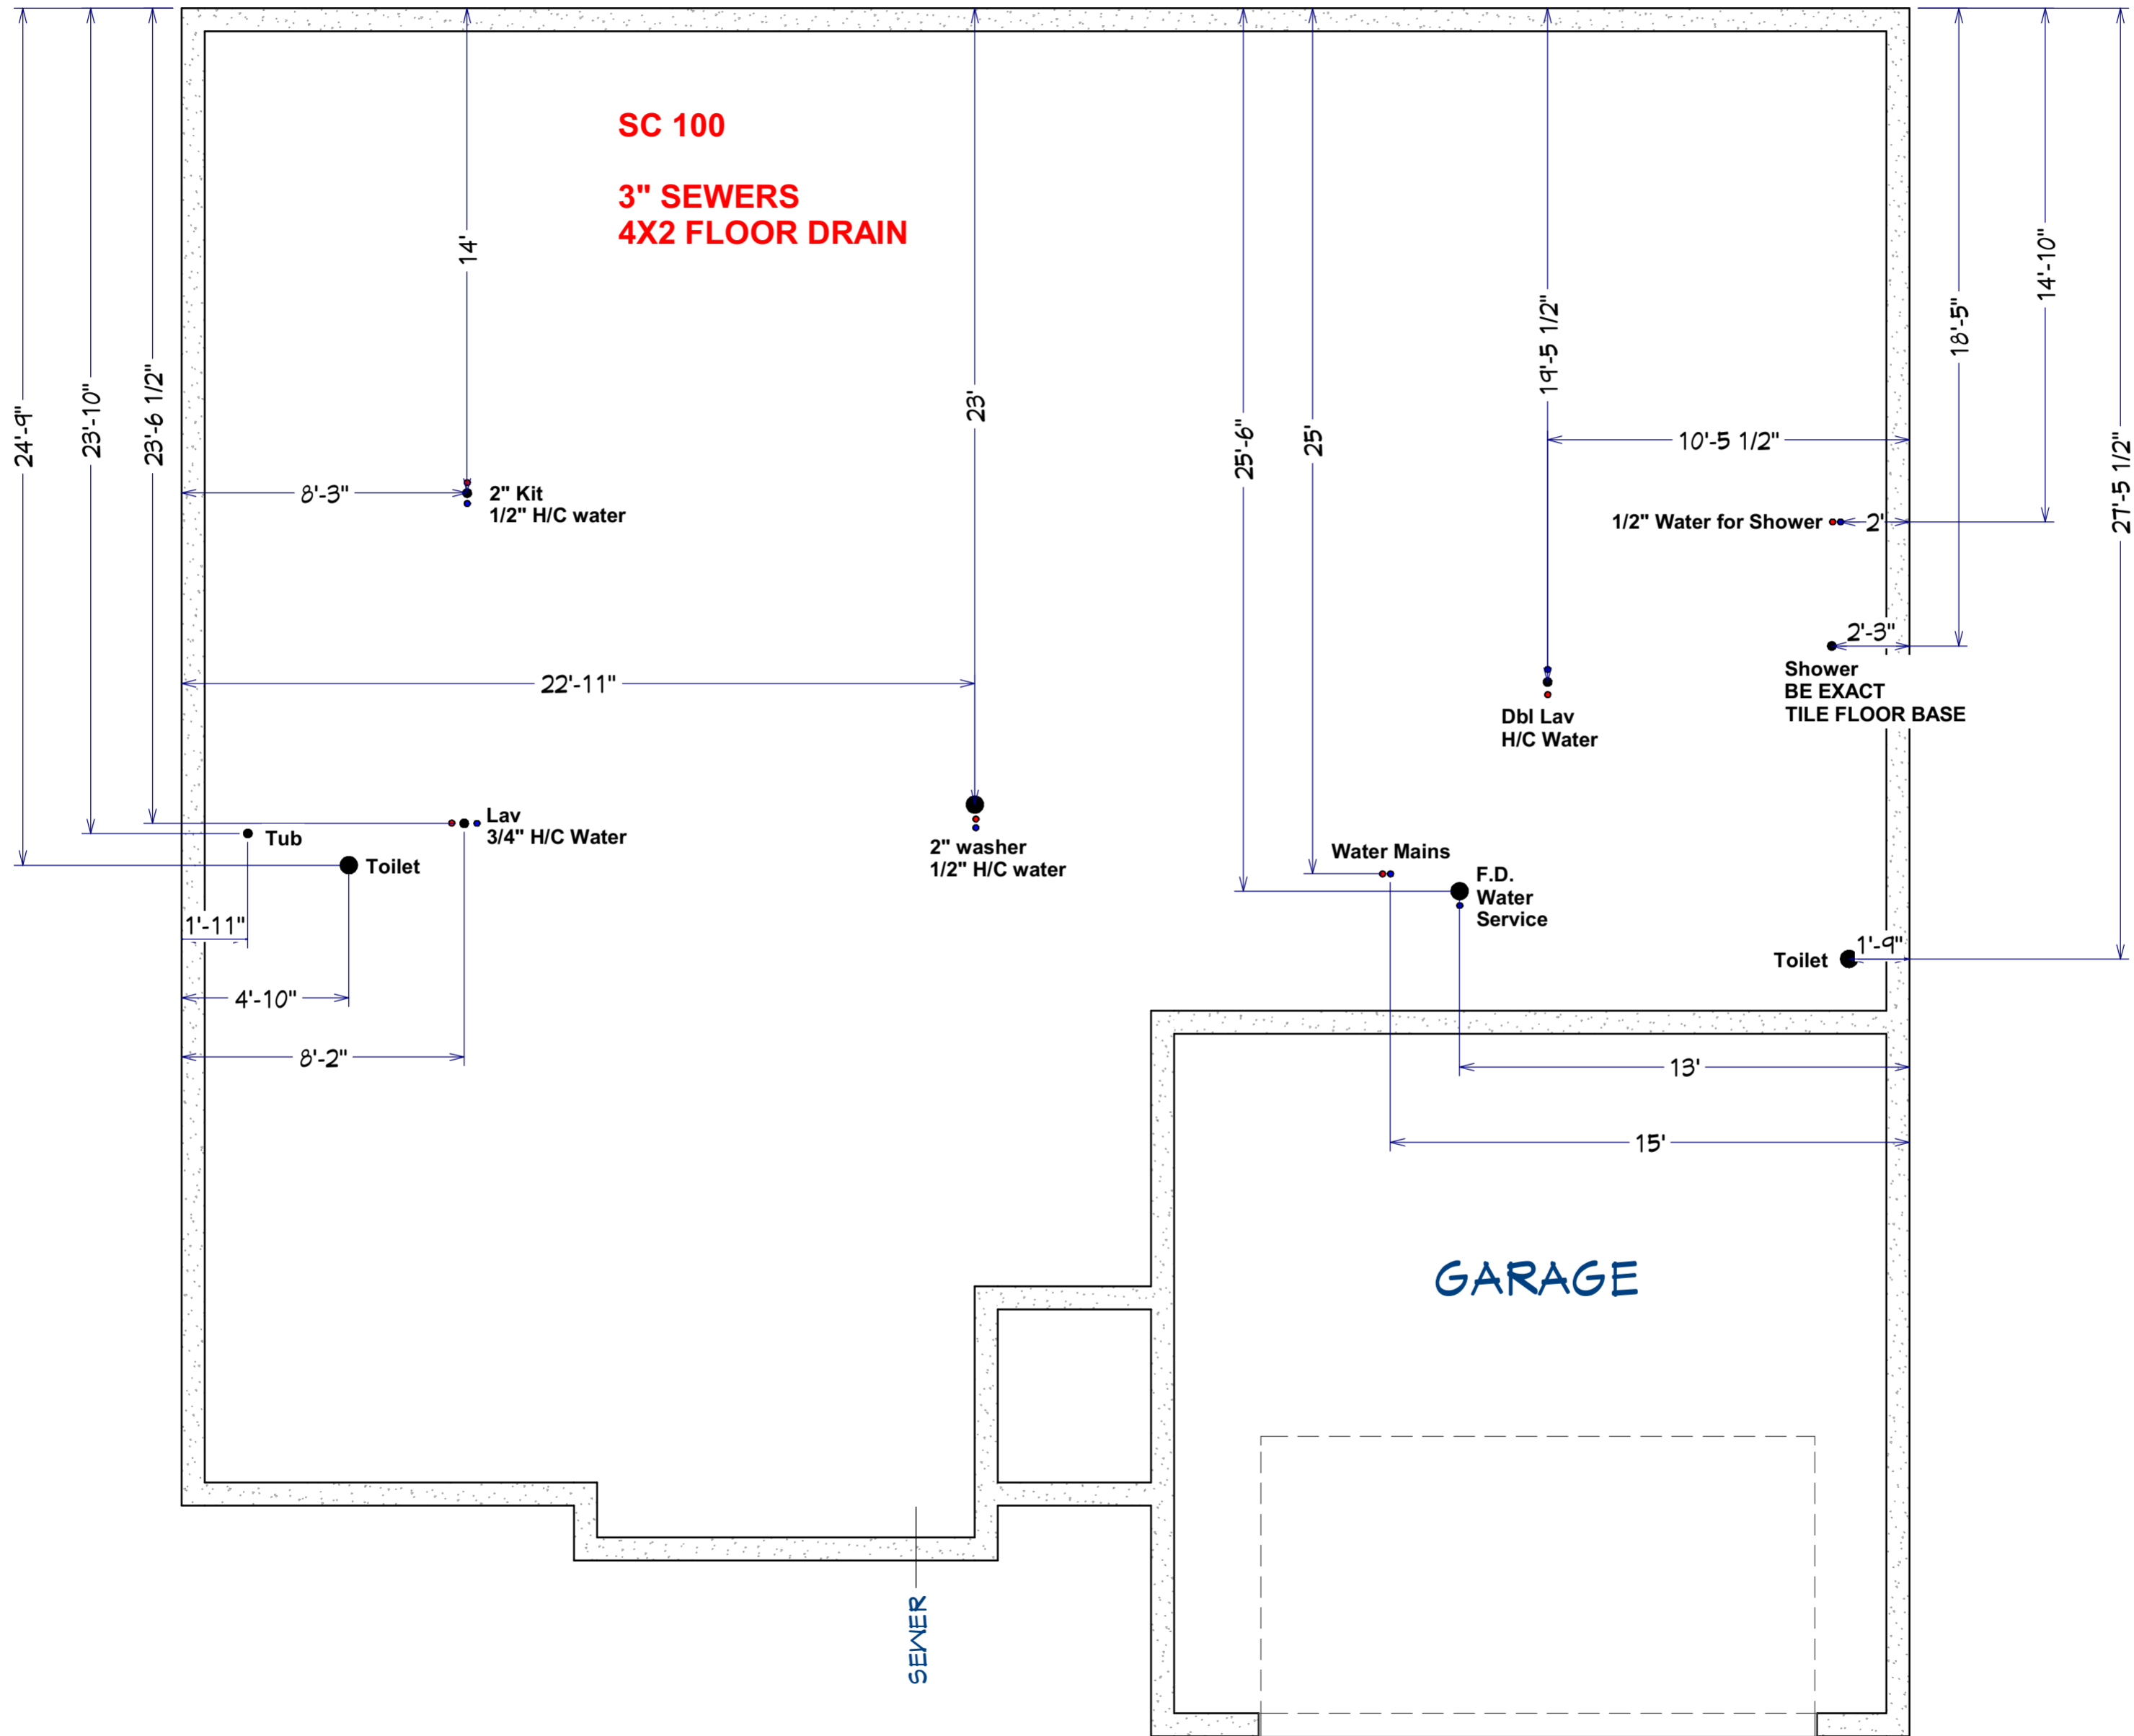 SC 100
3" SEWERS
4X2 FLOOR DRAIN
24'-9"
23'-10"
23'-6 1/2"
14'
23'
25'-6"
25'
19'-5 1/2"
18'-5"
14'-10"
27'-5 1/2"
10'-5 1/2"
8'-3"
2" Kit
1/2" H/C water
1/2" Water for Shower
2'
2'-3"
Shower
BE EXACT
TILE FLOOR BASE
22'-11"
Dbl Lav
H/C Water
Lav
3/4" H/C Water
Tub
Toilet
2" washer
1/2" H/C water
Water Mains
F.D.
Water
Service
1'-11"
Toilet
1'-9"
4'-10"
8'-2"
13'
15'
GARAGE
SEWER